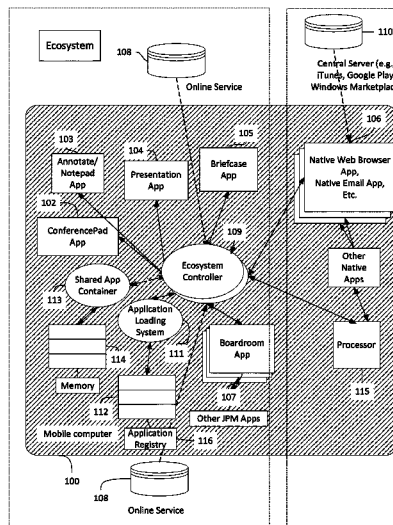 Ecosystem
108
Online Service
110
Central Server (e.g.,
iTunes, Google Play
Windows Marketplac
106
103
Annotate/
Notepad App
104
Presentation
App
105
Briefcase
App
Native Web Browser
App,
Native Email App,
Etc.
102
ConferencePad
App
109
Ecosystem
Controller
Other
Native
Apps
Shared App
Container
113
Application
Loading
System
111
Boardroom
App
Processor
115
114
Memory
112
107
Other JPM Apps
Mobile computer
Application
Registry
116
100
108
Online Service